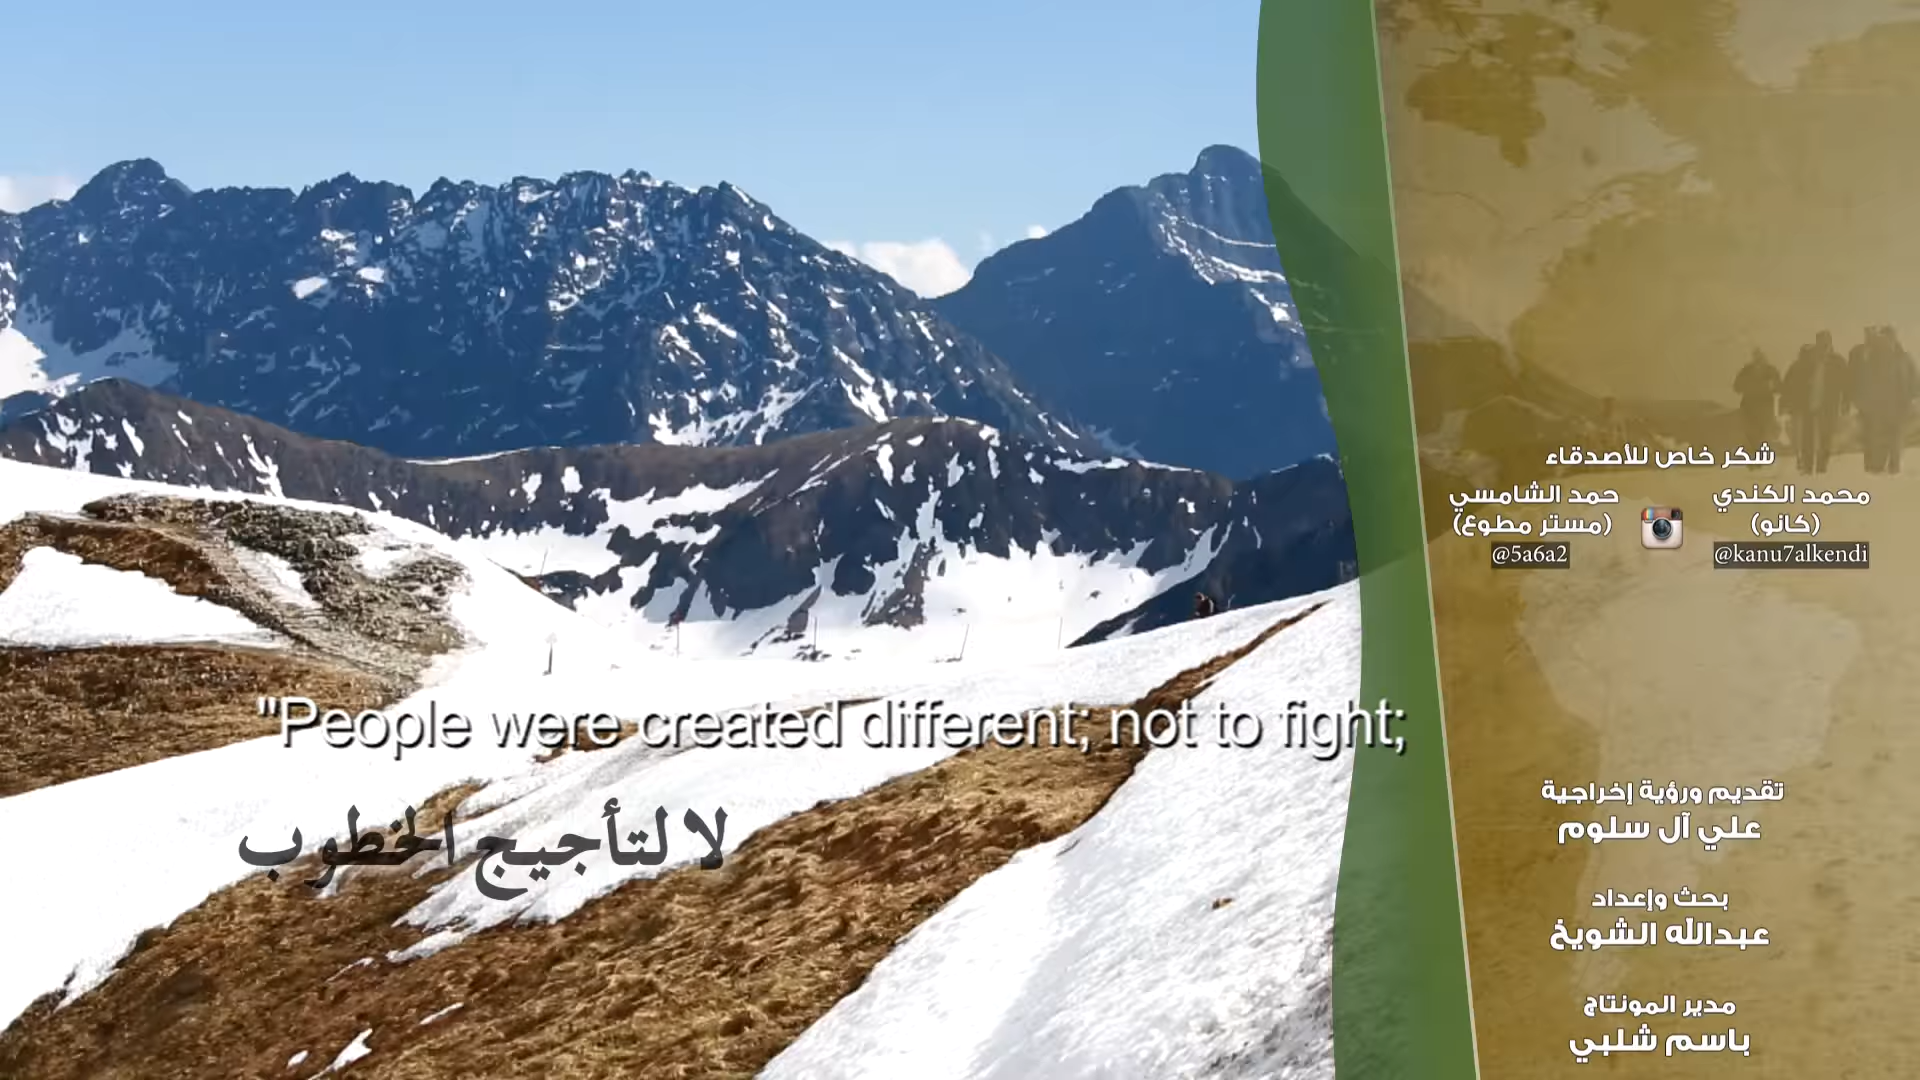 "People were created different; not to fight;
لا لتأجيج الخطوب
شكر خاص للأصدقاء
محمد الكندي
(كانو)
@kanu7alkendi
حمد الشامسي
(مستر مطوع)
@5a6a2
تقديم ورؤية إخراجية
علي آل سلوم
بحث وإعداد
عبدالله الشويخ
مدير المونتاج
باسم شلبي